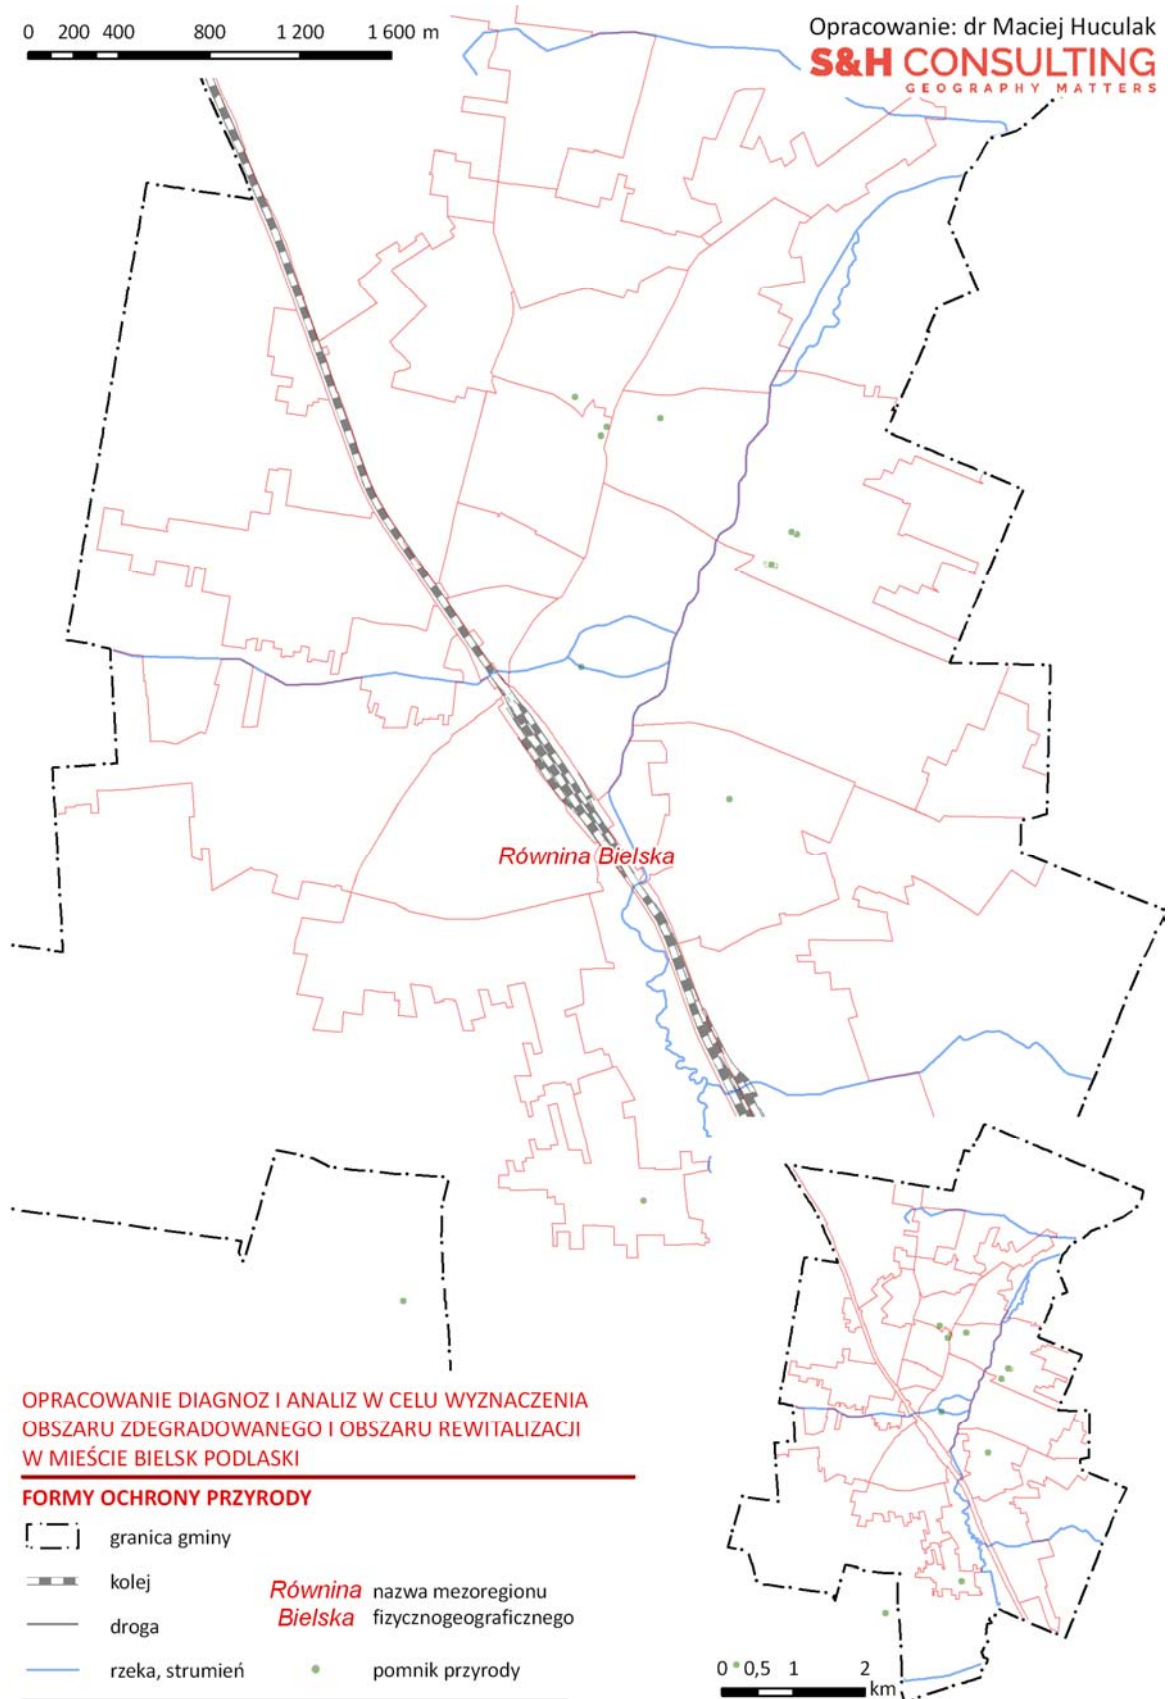 0 200 400 800 1 200 1 600 m
Opracowanie: dr Maciej Huculak
S&H CONSULTING
GEOGRAPHY MATTERS
Równina Bielska
OPRACOWANIE DIAGNOZ I ANALIZ W CELU WYZNACZENIA
OBSZARU ZDEGRADOWANEGO I OBSZARU REWITALIZACJI
W MIEŚCIE BIELSK PODLASKI
FORMY OCHRONY PRZYRODY
granica gminy
kolej
droga
rzeka, strumień
Równina nazwa mezoregionu
Bielska fizycznogeograficznego
pomnik przyrody
0 0,5 1 2
km